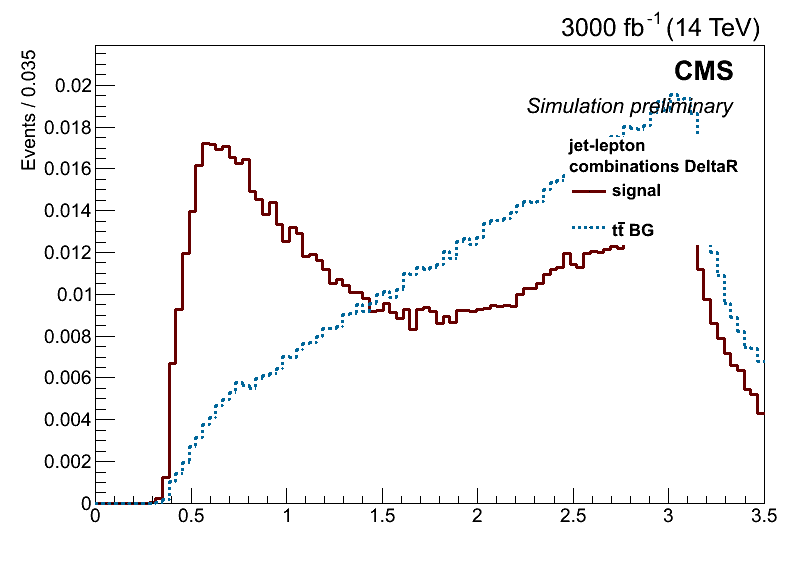 3000 fb⁻¹ (14 TeV)
CMS
Simulation preliminary
Events / 0.035
jet-lepton
combinations DeltaR
signal
tt̄ BG
0.02
0.018
0.016
0.014
0.012
0.01
0.008
0.006
0.004
0.002
0
0 0.5 1 1.5 2 2.5 3 3.5